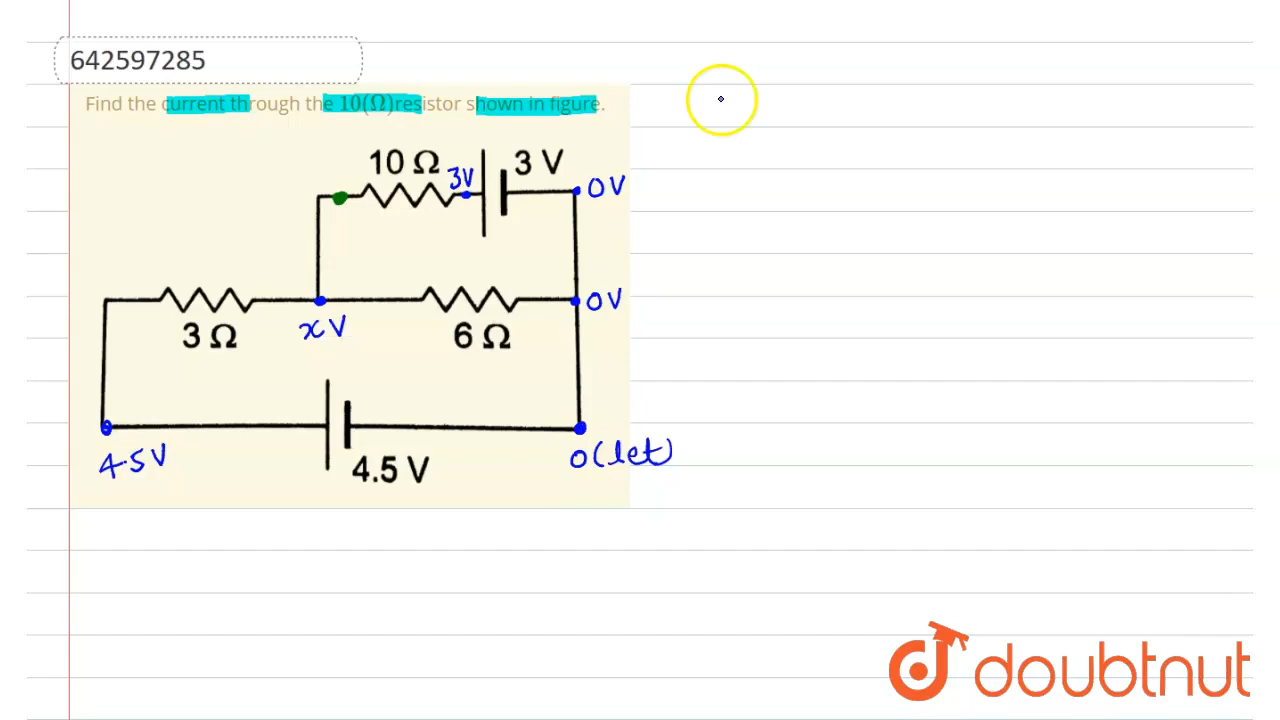 642597285
Find the current through the 10(Ω)resistor shown in figure.
10 Ω
3 V
3V
0V
3 Ω
xV
6 Ω
0V
4.5V
4.5 V
0(let)
doubtnut